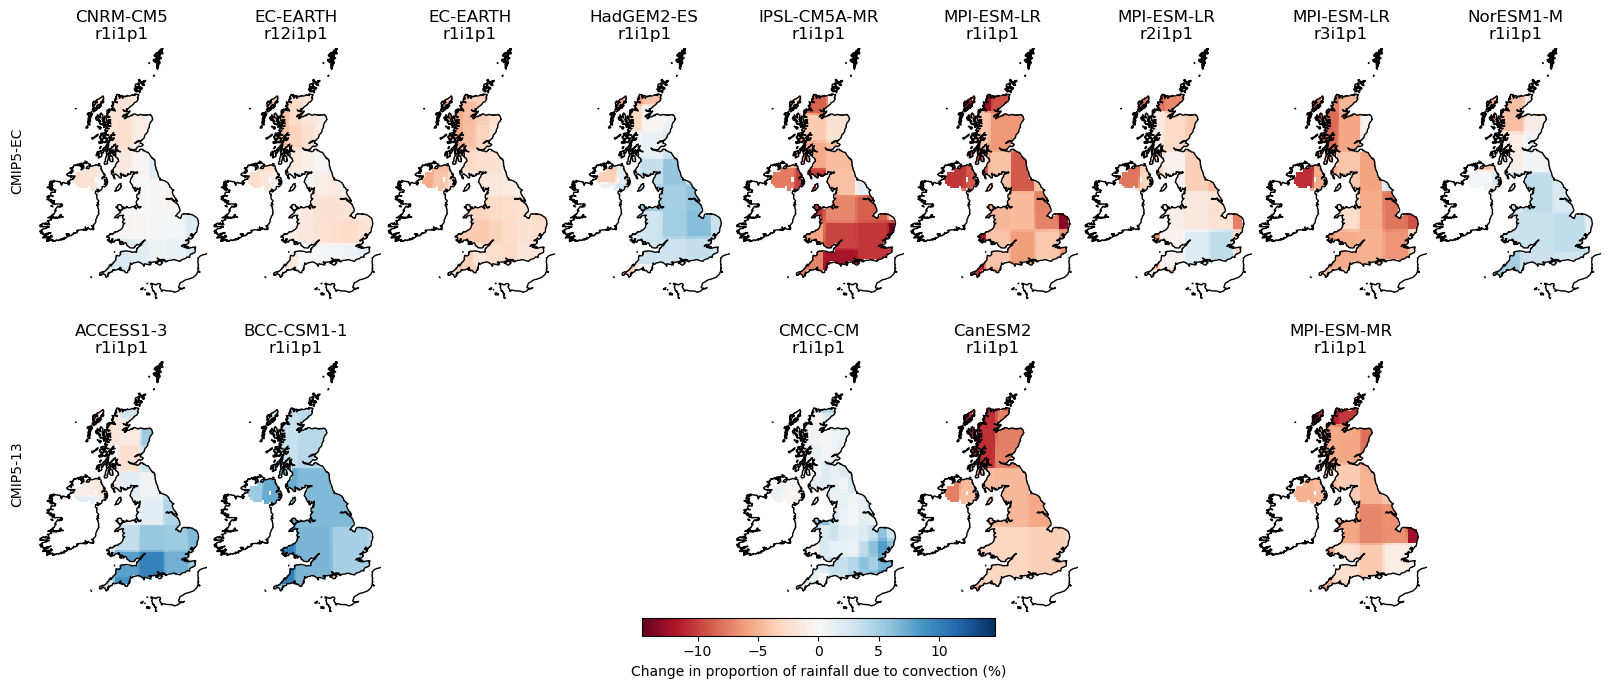 CNRM-CM5
r1i1p1
EC-EARTH
r12i1p1
EC-EARTH
r1i1p1
HadGEM2-ES
r1i1p1
IPSL-CM5A-MR
r1i1p1
MPI-ESM-LR
r1i1p1
MPI-ESM-LR
r2i1p1
MPI-ESM-LR
r3i1p1
NorESM1-M
r1i1p1
CMIP5-EC
ACCESS1-3
r1i1p1
BCC-CSM1-1
r1i1p1
CMCC-CM
r1i1p1
CanESM2
r1i1p1
MPI-ESM-MR
r1i1p1
CMIP5-13
−10 −5 0 5 10
Change in proportion of rainfall due to convection (%)